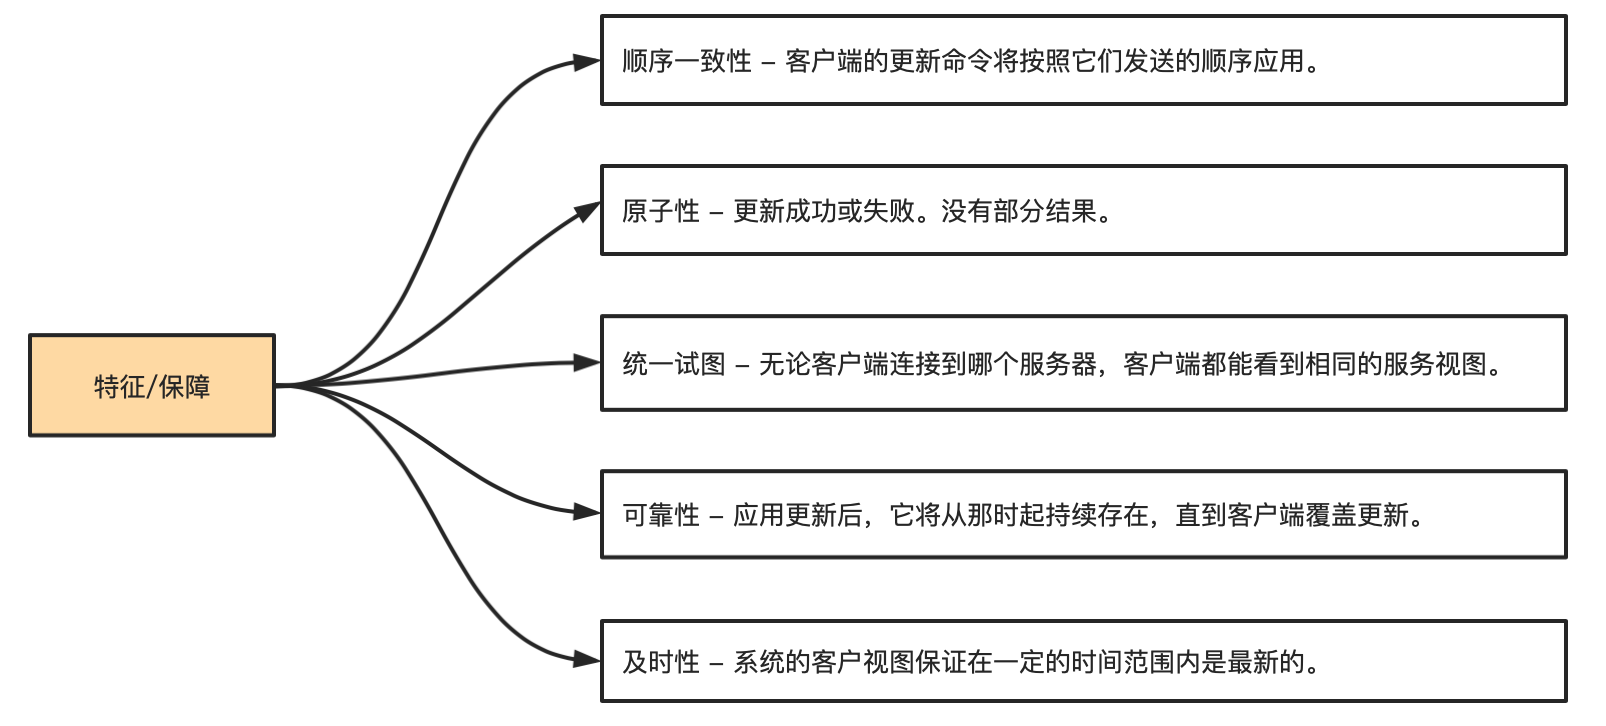 顺序一致性 – 客户端的更新命令将按照它们发送的顺序应用。
原子性 – 更新成功或失败。没有部分结果。
统一试图 – 无论客户端连接到哪个服务器，客户端都能看到相同的服务视图。
特征/保障
可靠性 – 应用更新后，它将从那时起持续存在，直到客户端覆盖更新。
及时性 – 系统的客户视图保证在一定的时间范围内是最新的。